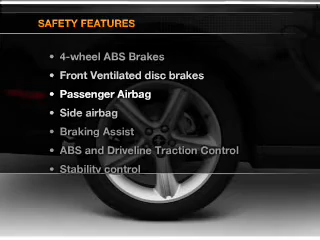 SAFETY FEATURES
• 4-wheel ABS Brakes
• Front Ventilated disc brakes
• Passenger Airbag
• Side airbag
• Braking Assist
• ABS and Driveline Traction Control
• Stability control